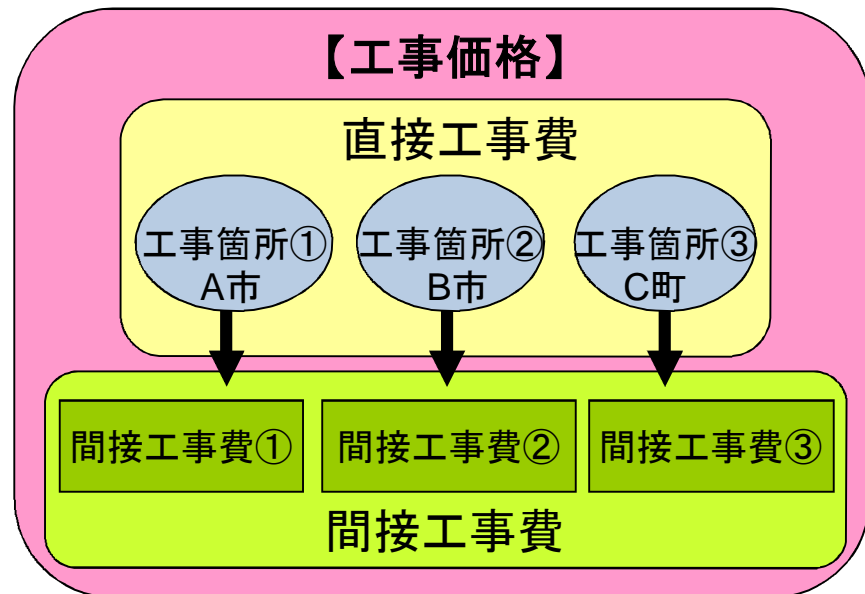 【工事価格】
直接工事費
工事箇所①
A市
工事箇所②
B市
工事箇所③
C町
間接工事費①
間接工事費②
間接工事費③
間接工事費